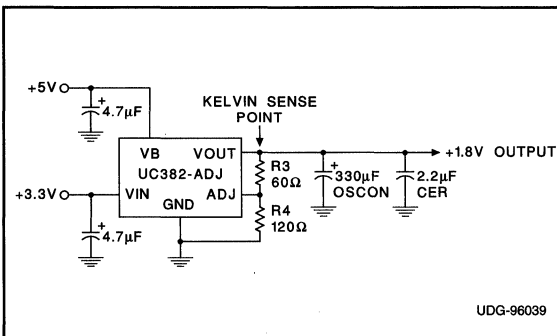 +5V
+
4.7µF
KELVIN SENSE
POINT
VB VOUT
UC382-ADJ
+3.3V
VIN ADJ
GND
+
4.7µF
R3
60Ω
R4
120Ω
+
330µF
OSCON
2.2µF
CER
+1.8V OUTPUT
UDG-96039